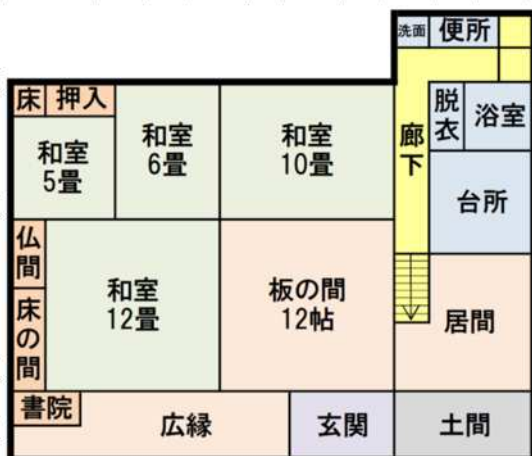 洗面
便所
床
押入
和室
5畳
和室
6畳
和室
10畳
廊下
脱衣
浴室
台所
仏間
床の間
和室
12畳
板の間
12帖
居間
書院
広縁
玄関
土間